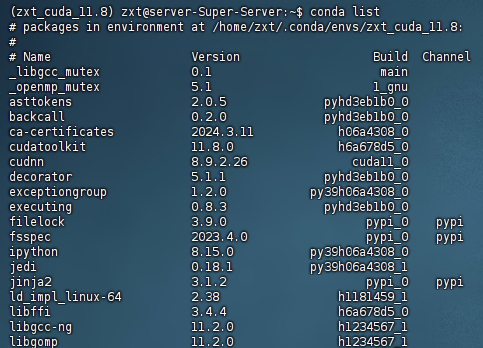 (zxt_cuda_11.8) zxt@server-Super-Server:~$ conda list
# packages in environment at /home/zxt/.conda/envs/zxt_cuda_11.8:
#
# Name Version Build Channel
_libgcc_mutex 0.1 main
_openmp_mutex 5.1 1_gnu
asttokens 2.0.5 pyhd3eb1b0_0
backcall 0.2.0 pyhd3eb1b0_0
ca-certificates 2024.3.11 h06a4308_0
cudatoolkit 11.8.0 h6a678d5_0
cudnn 8.9.2.26 cuda11_0
decorator 5.1.1 pyhd3eb1b0_0
exceptiongroup 1.2.0 py39h06a4308_0
executing 0.8.3 pyhd3eb1b0_0
filelock 3.9.0 pypi_0 pypi
fsspec 2023.4.0 pypi_0 pypi
ipython 8.15.0 py39h06a4308_0
jedi 0.18.1 py39h06a4308_1
jinja2 3.1.2 pypi_0 pypi
ld_impl_linux-64 2.38 h1181459_1
libffi 3.4.4 h6a678d5_0
libgcc-ng 11.2.0 h1234567_1
libgomp 11.2.0 h1234567_1